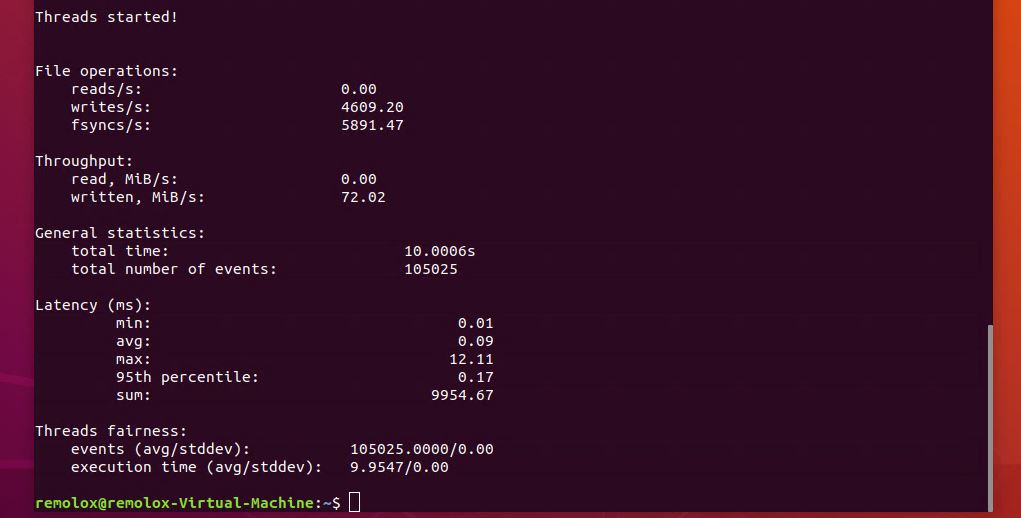 Threads started!
File operations:
reads/s: 0.00
writes/s: 4609.20
fsyncs/s: 5891.47
Throughput:
read, MiB/s: 0.00
written, MiB/s: 72.02
General statistics:
total time: 10.0006s
total number of events: 105025
Latency (ms):
min: 0.01
avg: 0.09
max: 12.11
95th percentile: 0.17
sum: 9954.67
Threads fairness:
events (avg/stddev): 105025.0000/0.00
execution time (avg/stddev): 9.9547/0.00
remolox@remolox-Virtual-Machine:~$